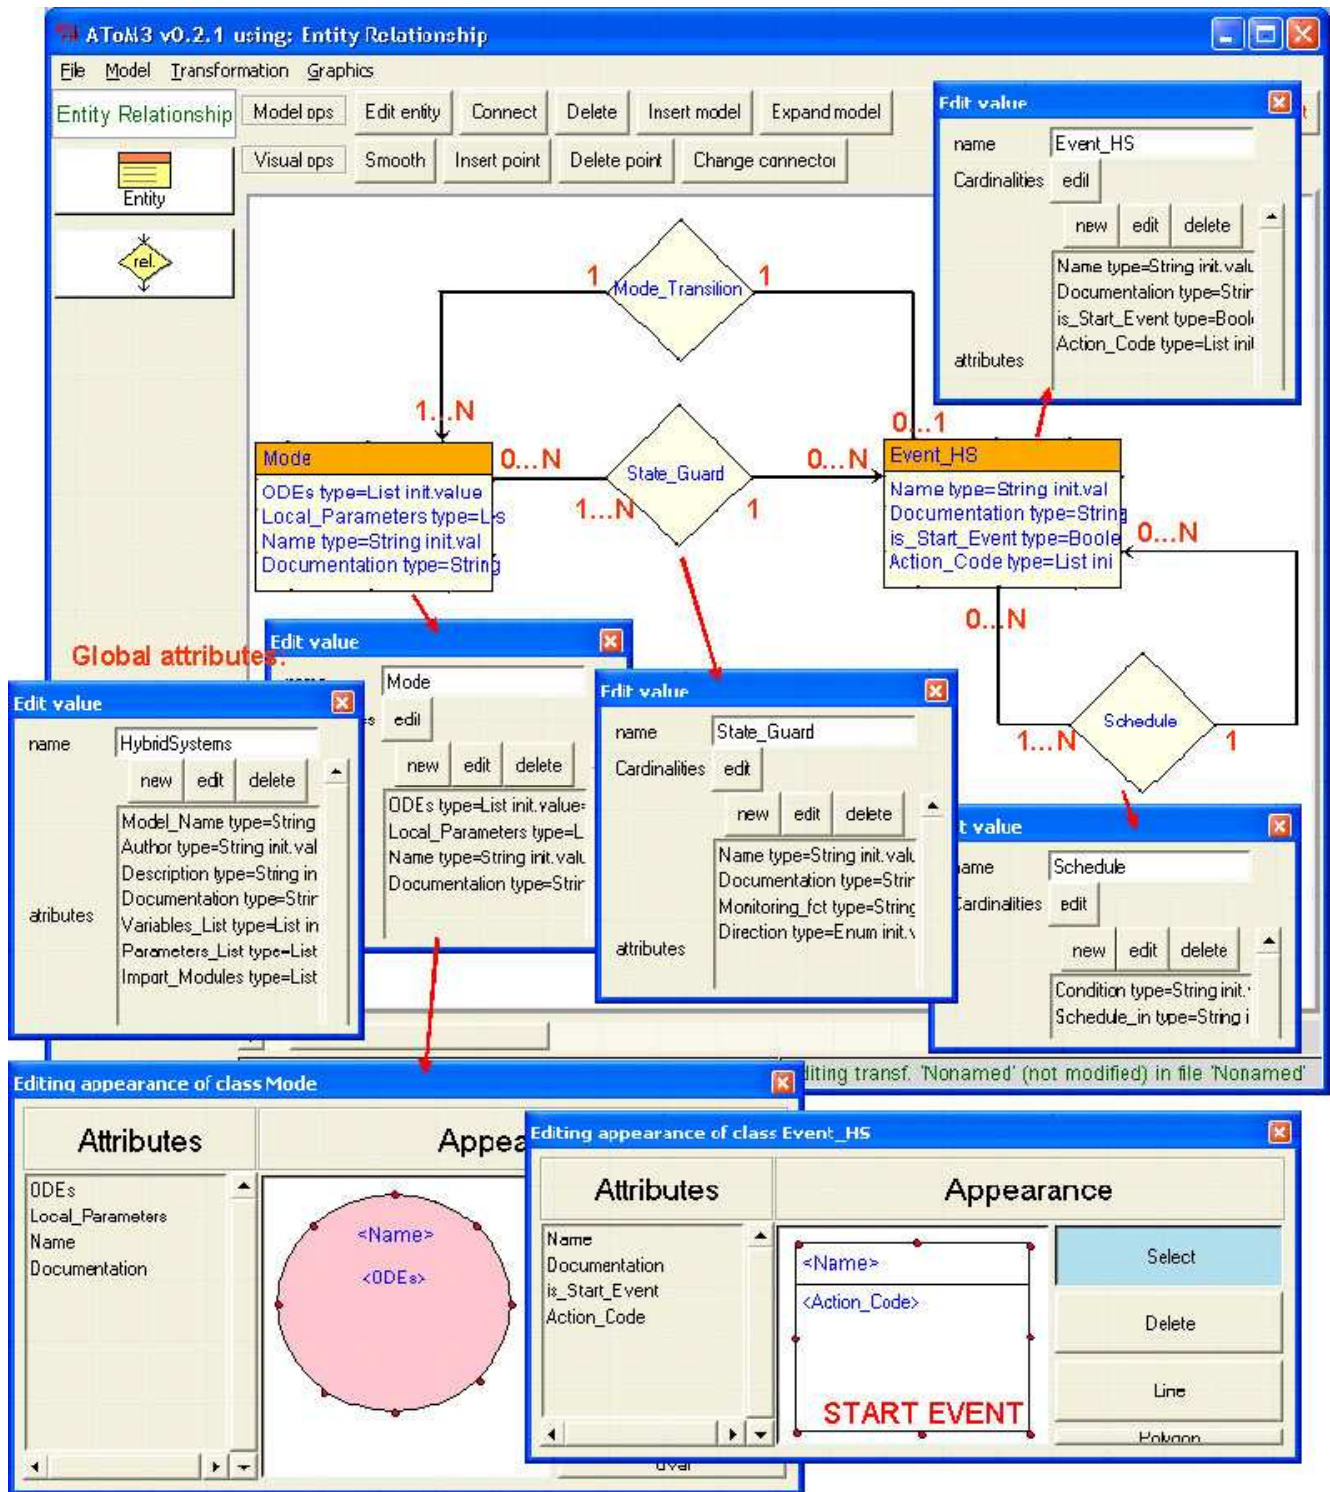 AToM3 v0.2.1 using: Entity Relationship
File Model Transformation Graphics
Entity Relationship
Model ops Edit entity Connect Delete Insert model Expand model
Visual ops Smooth Insert point Delete point Change connector
Entity
rel.
Edit value
name Event_HS
Cardinalities edit
new edit delete
Name type=String init.valu
Documentation type=Strir
is_Start_Event type=Boole
Action_Code type=List init
attributes
1 Mode_Transition 1
1...N
0...1
Mode
ODEs type=List init.value
Local_Parameters type=Lis
Name type=String init.val
Documentation type=String
0...N State_Guard 0...N
1...N 1
Event_HS
Name type=String init.val
Documentation type=String
is_Start_Event type=Boole
Action_Code type=List ini
0...N
0...N
1...N Schedule 1
Global attributes:
Edit value
name HybridSystems
new edit delete
Model_Name type=String
Author type=String init.val
Description type=String in
Documentation type=Strir
Variables_List type=List in
Parameters_List type=List
Import_Modules type=List
atributes
Edit value
Mode
edit
new edit delete
ODEs type=List init.value=
Local_Parameters type=L
Name type=String init.valu
Documentation type=Strir
Edit value
name State_Guard
Cardinalities edit
new edit delete
Name type=String init.valu
Documentation type=Strir
Monitoring_fct type=String
Direction type=Enum init.v
attributes
t value
name Schedule
Cardinalities edit
new edit delete
Condition type=String init.
Schedule_in type=String i
diting transf. 'Nonamed' (not modified) in file 'Nonamed'
Editing appearance of class Mode
Attributes Appea
ODEs
Local_Parameters
Name
Documentation
<Name>
<ODEs>
Oval
Editing appearance of class Event_HS
Attributes Appearance
Name
Documentation
is_Start_Event
Action_Code
<Name>
<Action_Code>
START EVENT
Select
Delete
Line
Polygon